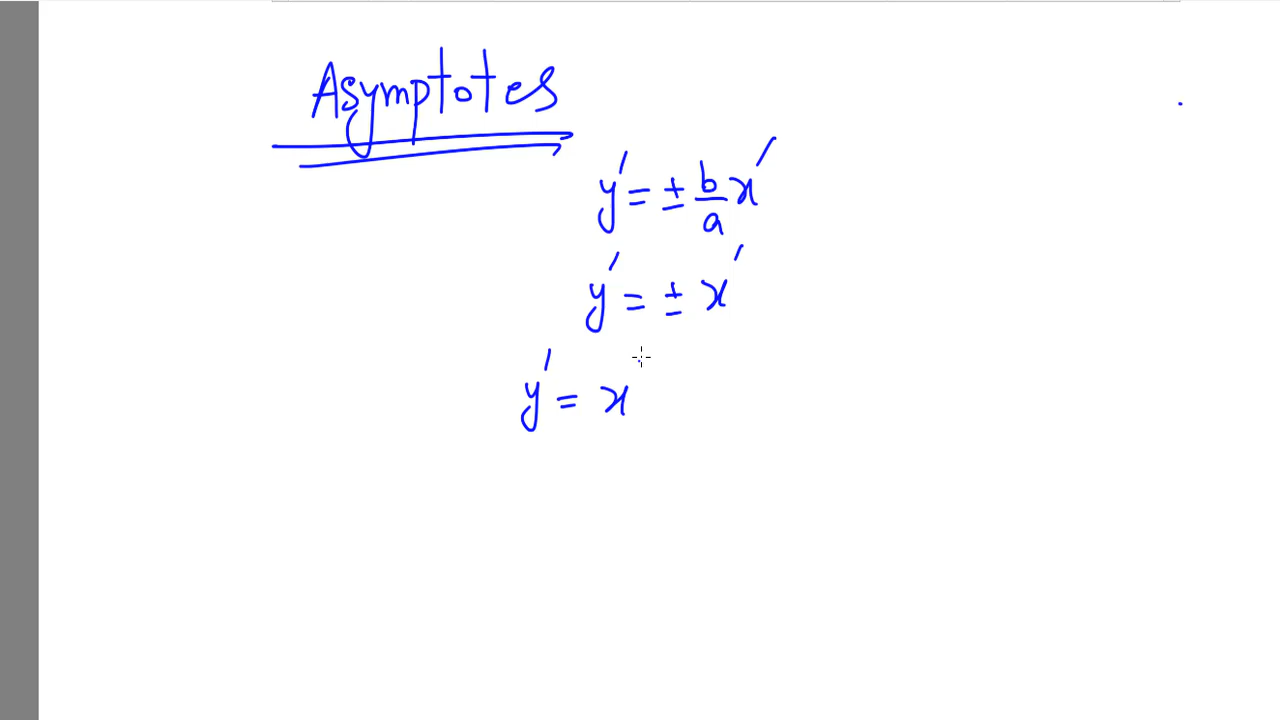 Asymptotes
y′ = ± b/a x′
y′ = ± x′
y′ = x